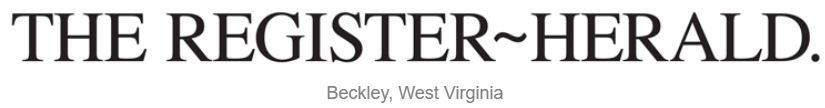 THE REGISTER~HERALD.
Beckley, West Virginia